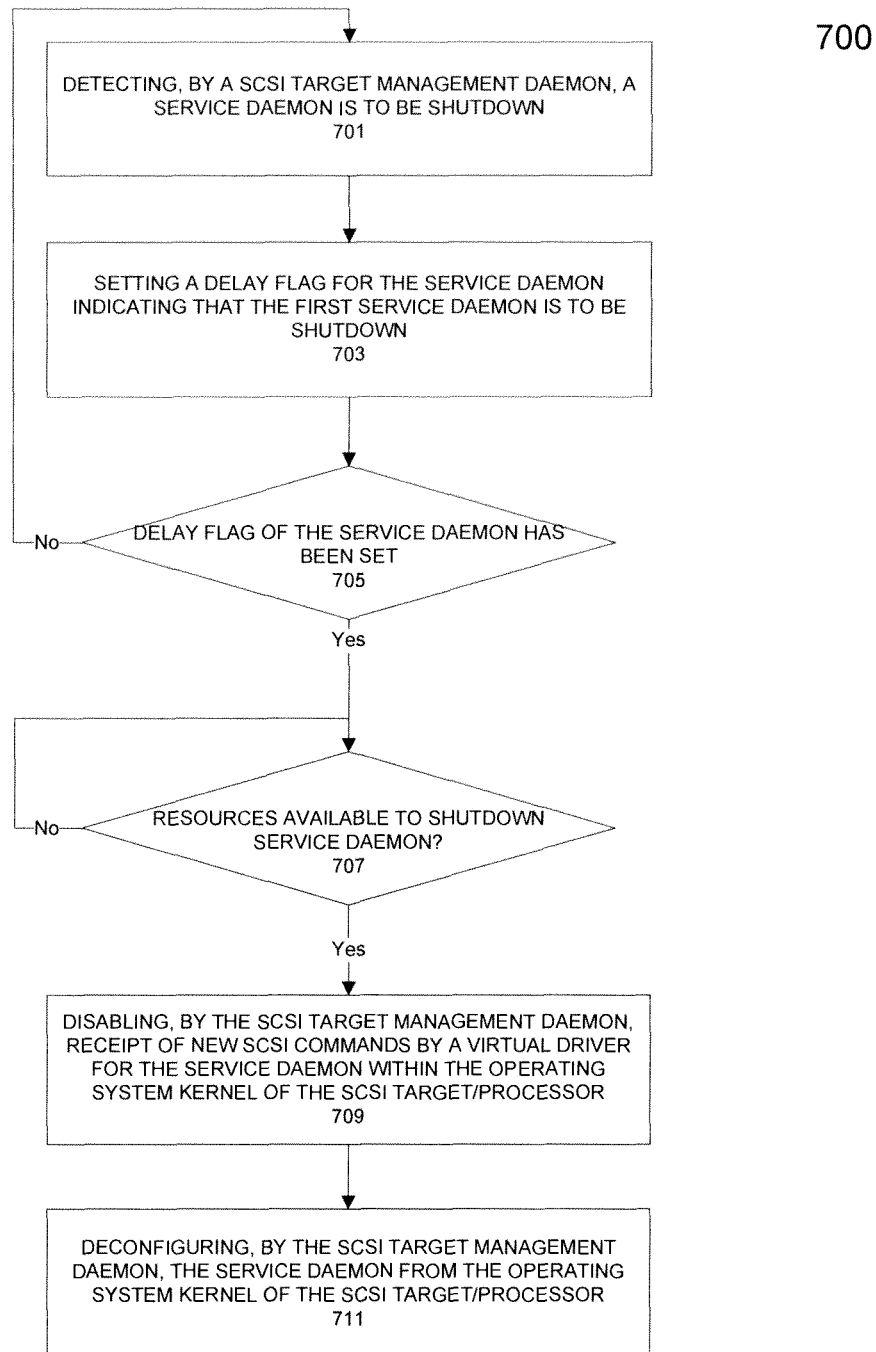 700
DETECTING, BY A SCSI TARGET MANAGEMENT DAEMON, A
SERVICE DAEMON IS TO BE SHUTDOWN
701
SETTING A DELAY FLAG FOR THE SERVICE DAEMON
INDICATING THAT THE FIRST SERVICE DAEMON IS TO BE
SHUTDOWN
703
No
DELAY FLAG OF THE SERVICE DAEMON HAS
BEEN SET
705
Yes
No
RESOURCES AVAILABLE TO SHUTDOWN
SERVICE DAEMON?
707
Yes
DISABLING, BY THE SCSI TARGET MANAGEMENT DAEMON,
RECEIPT OF NEW SCSI COMMANDS BY A VIRTUAL DRIVER
FOR THE SERVICE DAEMON WITHIN THE OPERATING
SYSTEM KERNEL OF THE SCSI TARGET/PROCESSOR
709
DECONFIGURING, BY THE SCSI TARGET MANAGEMENT
DAEMON, THE SERVICE DAEMON FROM THE OPERATING
SYSTEM KERNEL OF THE SCSI TARGET/PROCESSOR
711